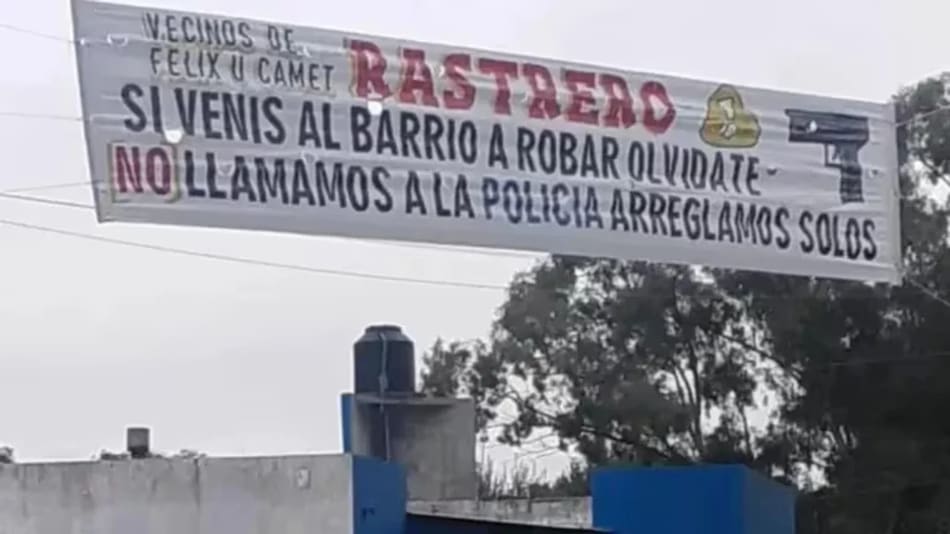 VECINOS DE
FELIX U CAMET
RASTRERO
SI VENIS AL BARRIO A ROBAR OLVIDATE
NO LLAMAMOS A LA POLICIA ARREGLAMOS SOLOS